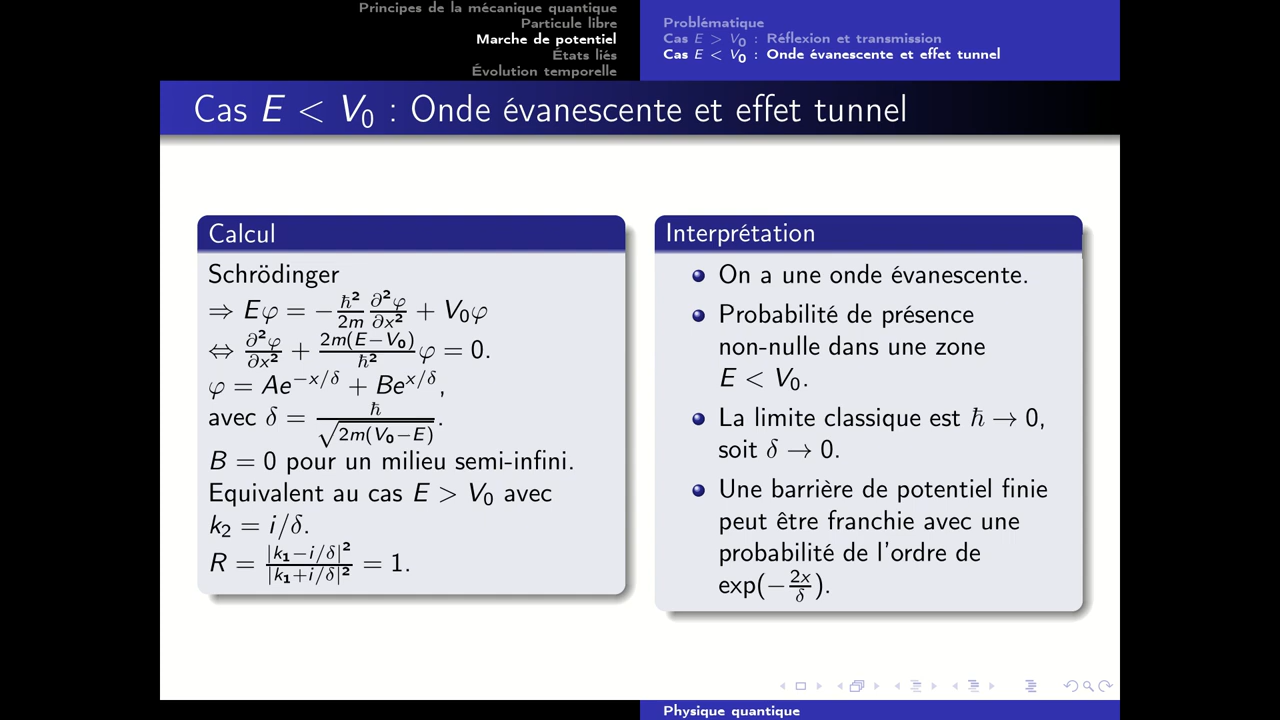 Principes de la mécanique quantique
Particule libre
Marche de potentiel
États liés
Évolution temporelle
Problématique
Cas E > V₀ : Réflexion et transmission
Cas E < V₀ : Onde évanescente et effet tunnel
Cas E < V₀ : Onde évanescente et effet tunnel
Calcul
Schrödinger
⇒ Eφ = −ℏ²/2m ∂²φ/∂x² + V₀φ
⇔ ∂²φ/∂x² + 2m(E−V₀)/ℏ² φ = 0.
φ = Ae^{−x/δ} + Be^{x/δ},
avec δ = ℏ/√(2m(V₀−E)).
B = 0 pour un milieu semi-infini.
Equivalent au cas E > V₀ avec
k₂ = i/δ.
R = |k₁−i/δ|²/|k₁+i/δ|² = 1.
Interprétation
On a une onde évanescente.
Probabilité de présence
non-nulle dans une zone
E < V₀.
La limite classique est ℏ → 0,
soit δ → 0.
Une barrière de potentiel finie
peut être franchie avec une
probabilité de l'ordre de
exp(−2x/δ).
Physique quantique